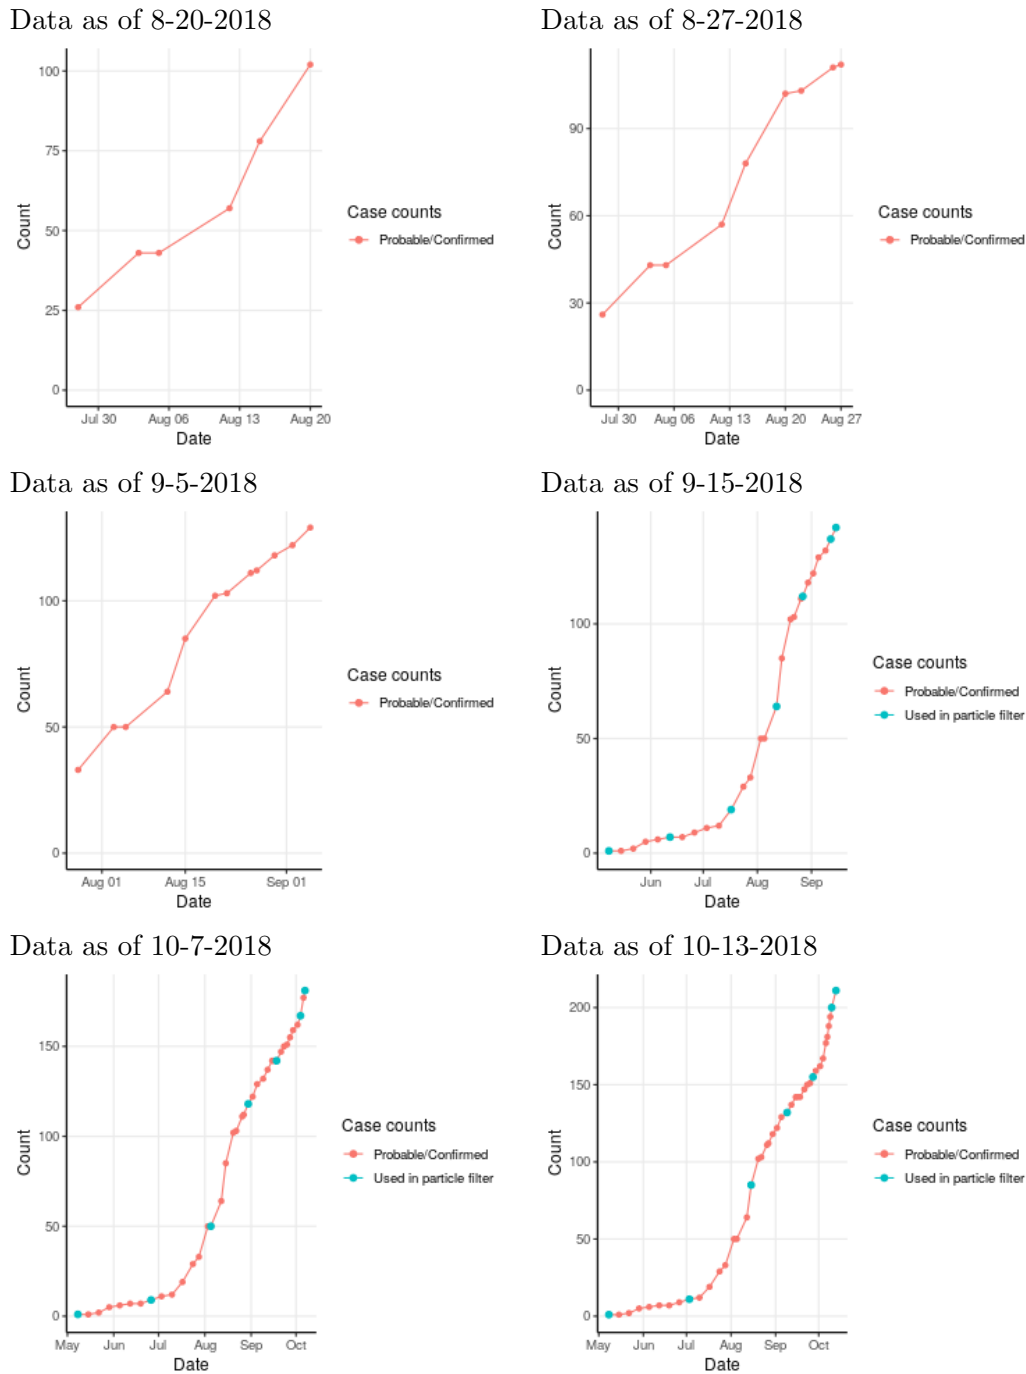 Data as of 8-20-2018
100
75
50
25
0
Count
Jul 30 Aug 06 Aug 13 Aug 20
Date
Case counts
Probable/Confirmed
Data as of 8-27-2018
90
60
30
0
Count
Jul 30 Aug 06 Aug 13 Aug 20 Aug 27
Date
Case counts
Probable/Confirmed
Data as of 9-5-2018
100
50
0
Count
Aug 01 Aug 15 Sep 01
Date
Case counts
Probable/Confirmed
Data as of 9-15-2018
100
50
0
Count
Jun Jul Aug Sep
Date
Case counts
Probable/Confirmed
Used in particle filter
Data as of 10-7-2018
150
100
50
0
Count
May Jun Jul Aug Sep Oct
Date
Case counts
Probable/Confirmed
Used in particle filter
Data as of 10-13-2018
200
150
100
50
0
Count
May Jun Jul Aug Sep Oct
Date
Case counts
Probable/Confirmed
Used in particle filter